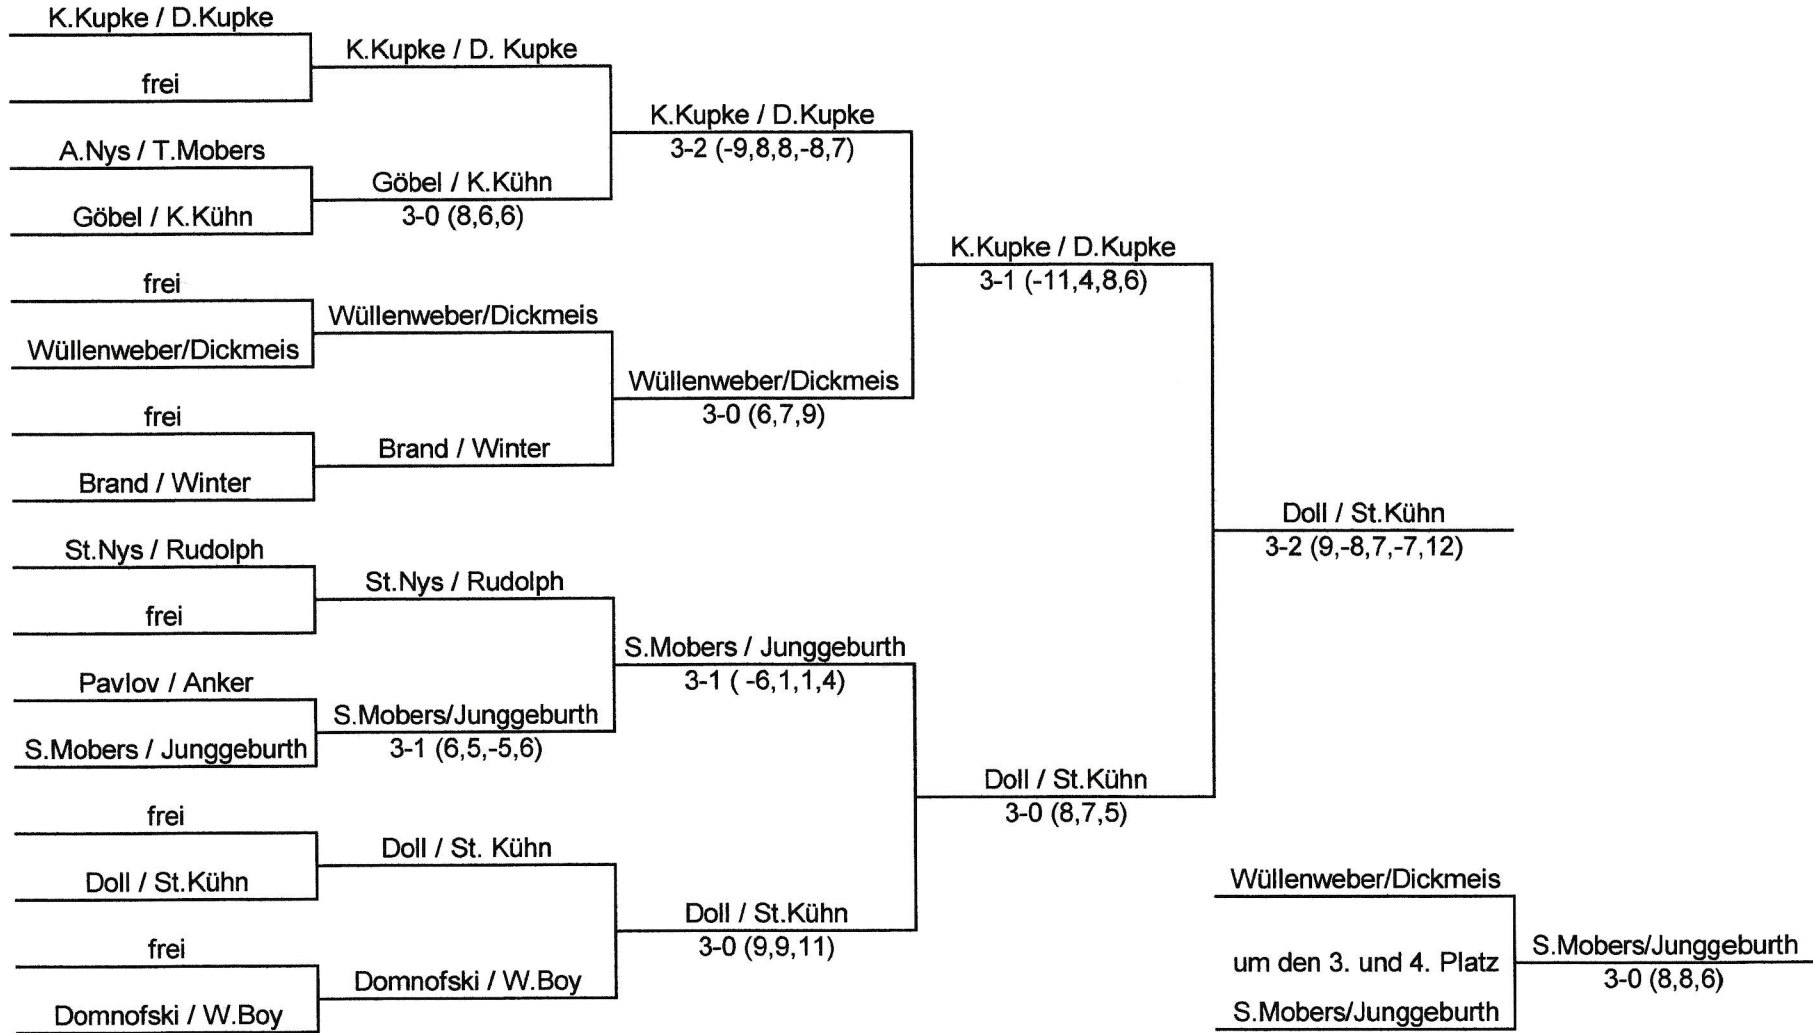 K.Kupke / D.Kupke
frei
A.Nys / T.Mobers
Göbel / K.Kühn
frei
Wüllenweber/Dickmeis
frei
Brand / Winter
St.Nys / Rudolph
frei
Pavlov / Anker
S.Mobers / Junggeburth
frei
Doll / St.Kühn
frei
Domnofski / W.Boy
K.Kupke / D. Kupke
Göbel / K.Kühn
3-0 (8,6,6)
Wüllenweber/Dickmeis
Brand / Winter
St.Nys / Rudolph
S.Mobers/Junggeburth
3-1 (6,5,-5,6)
Doll / St. Kühn
Domnofski / W.Boy
K.Kupke / D.Kupke
3-2 (-9,8,8,-8,7)
Wüllenweber/Dickmeis
3-0 (6,7,9)
S.Mobers / Junggeburth
3-1 ( -6,1,1,4)
Doll / St.Kühn
3-0 (9,9,11)
K.Kupke / D.Kupke
3-1 (-11,4,8,6)
Doll / St.Kühn
3-0 (8,7,5)
Doll / St.Kühn
3-2 (9,-8,7,-7,12)
Wüllenweber/Dickmeis
um den 3. und 4. Platz
S.Mobers/Junggeburth
S.Mobers/Junggeburth
3-0 (8,8,6)